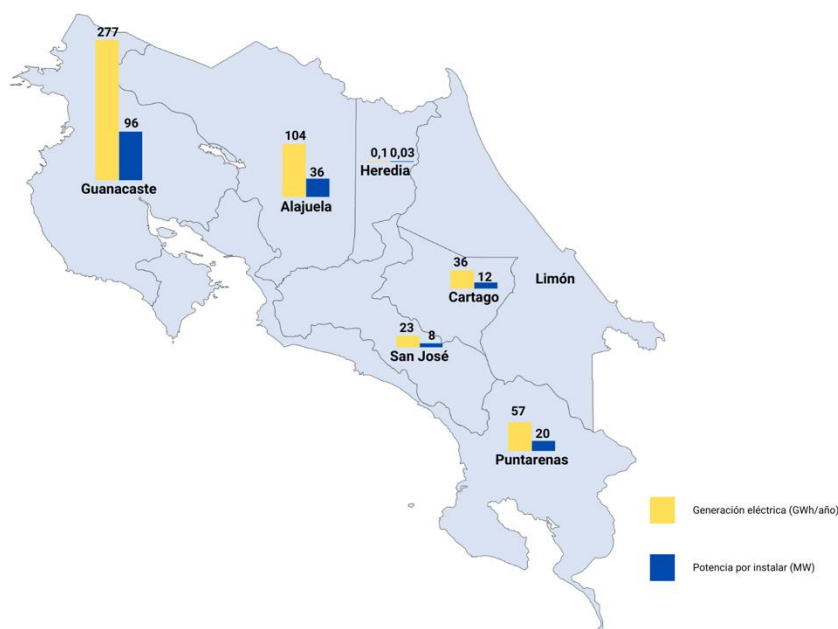 277
96
Guanacaste
104
36
Alajuela
0,1 0,03
Heredia
36
12
Cartago
Limón
23
8
San José
57
20
Puntarenas
Generación eléctrica (GWh/año)
Potencia por instalar (MW)